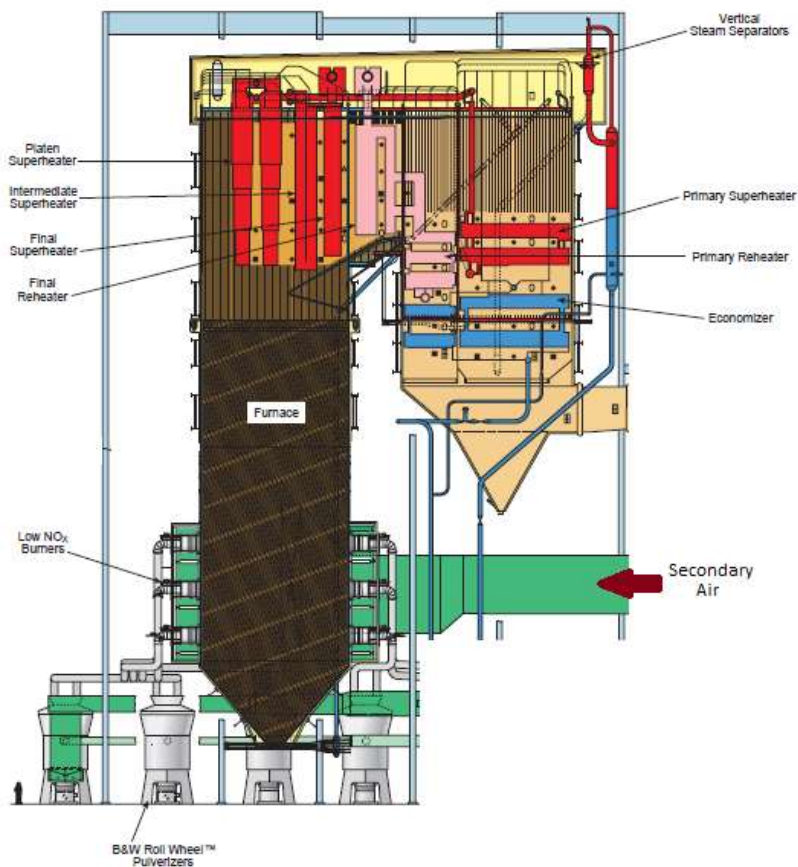 Vertical
Steam Separators
Platen
Superheater
Intermediate
Superheater
Final
Superheater
Final
Reheater
Primary Superheater
Primary Reheater
Economizer
Furnace
Low NOX
Burners
Secondary
Air
B&W Roll Wheel™
Pulverizers